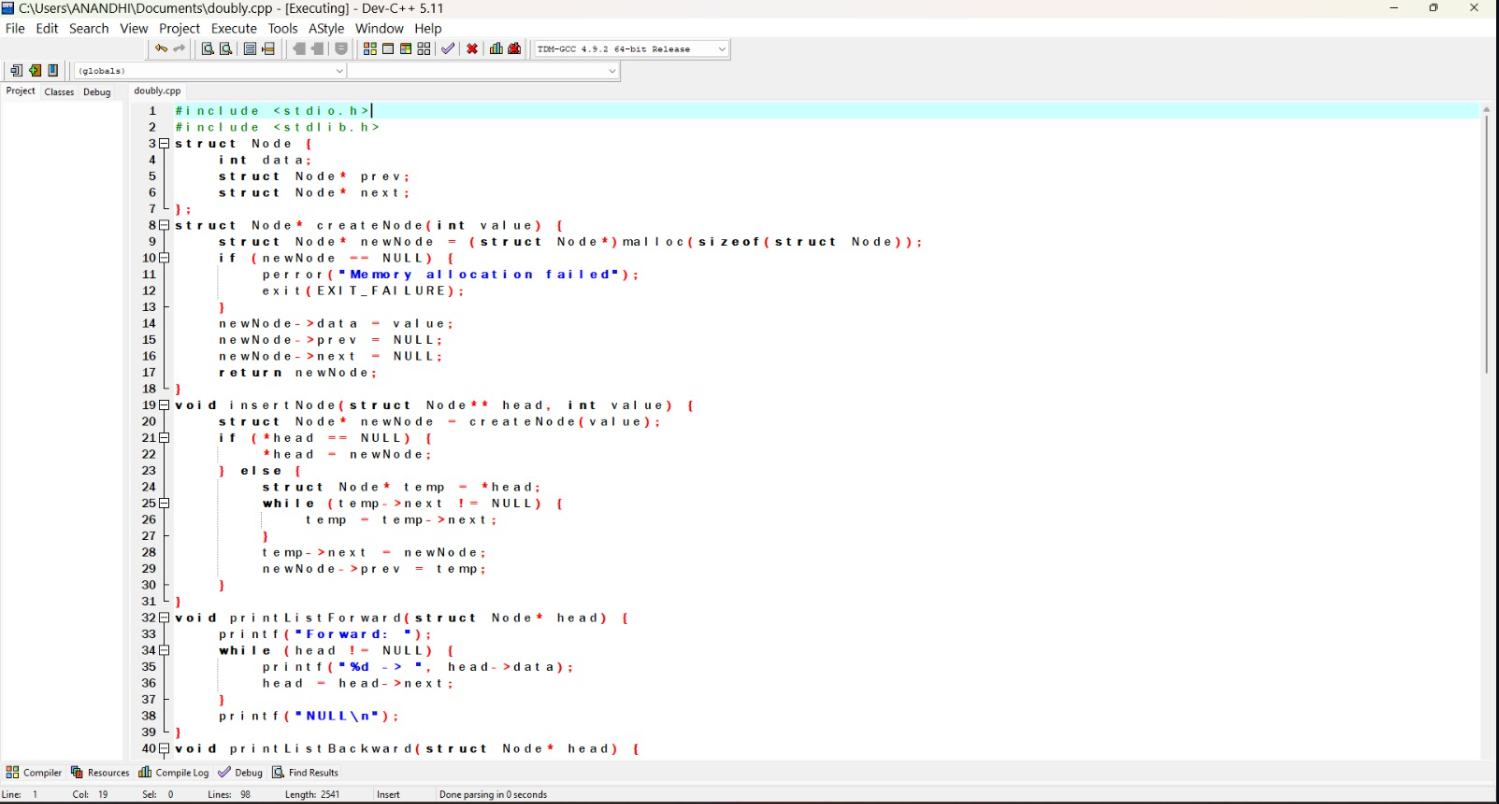 C:\Users\ANANDHI\Documents\doubly.cpp - [Executing] - Dev-C++ 5.11
File Edit Search View Project Execute Tools AStyle Window Help
TDM-GCC 4.9.2 64-bit Release
(globals)
Project Classes Debug
doubly.cpp
1 #include <stdio.h>
2 #include <stdlib.h>
3 struct Node {
4     int data;
5     struct Node* prev;
6     struct Node* next;
7 };
8 struct Node* createNode(int value) {
9     struct Node* newNode = (struct Node*)malloc(sizeof(struct Node));
10     if (newNode == NULL) {
11         perror("Memory allocation failed");
12         exit(EXIT_FAILURE);
13     }
14     newNode->data = value;
15     newNode->prev = NULL;
16     newNode->next = NULL;
17     return newNode;
18 }
19 void insertNode(struct Node** head, int value) {
20     struct Node* newNode = createNode(value);
21     if (*head == NULL) {
22         *head = newNode;
23     } else {
24         struct Node* temp = *head;
25         while (temp->next != NULL) {
26             temp = temp->next;
27         }
28         temp->next = newNode;
29         newNode->prev = temp;
30     }
31 }
32 void printListForward(struct Node* head) {
33     printf("Forward: ");
34     while (head != NULL) {
35         printf("%d -> ", head->data);
36         head = head->next;
37     }
38     printf("NULL\n");
39 }
40 void printListBackward(struct Node* head) {
Compiler Resources Compile Log Debug Find Results
Line: 1 Col: 19 Sel: 0 Lines: 98 Length: 2541 Insert Done parsing in 0 seconds